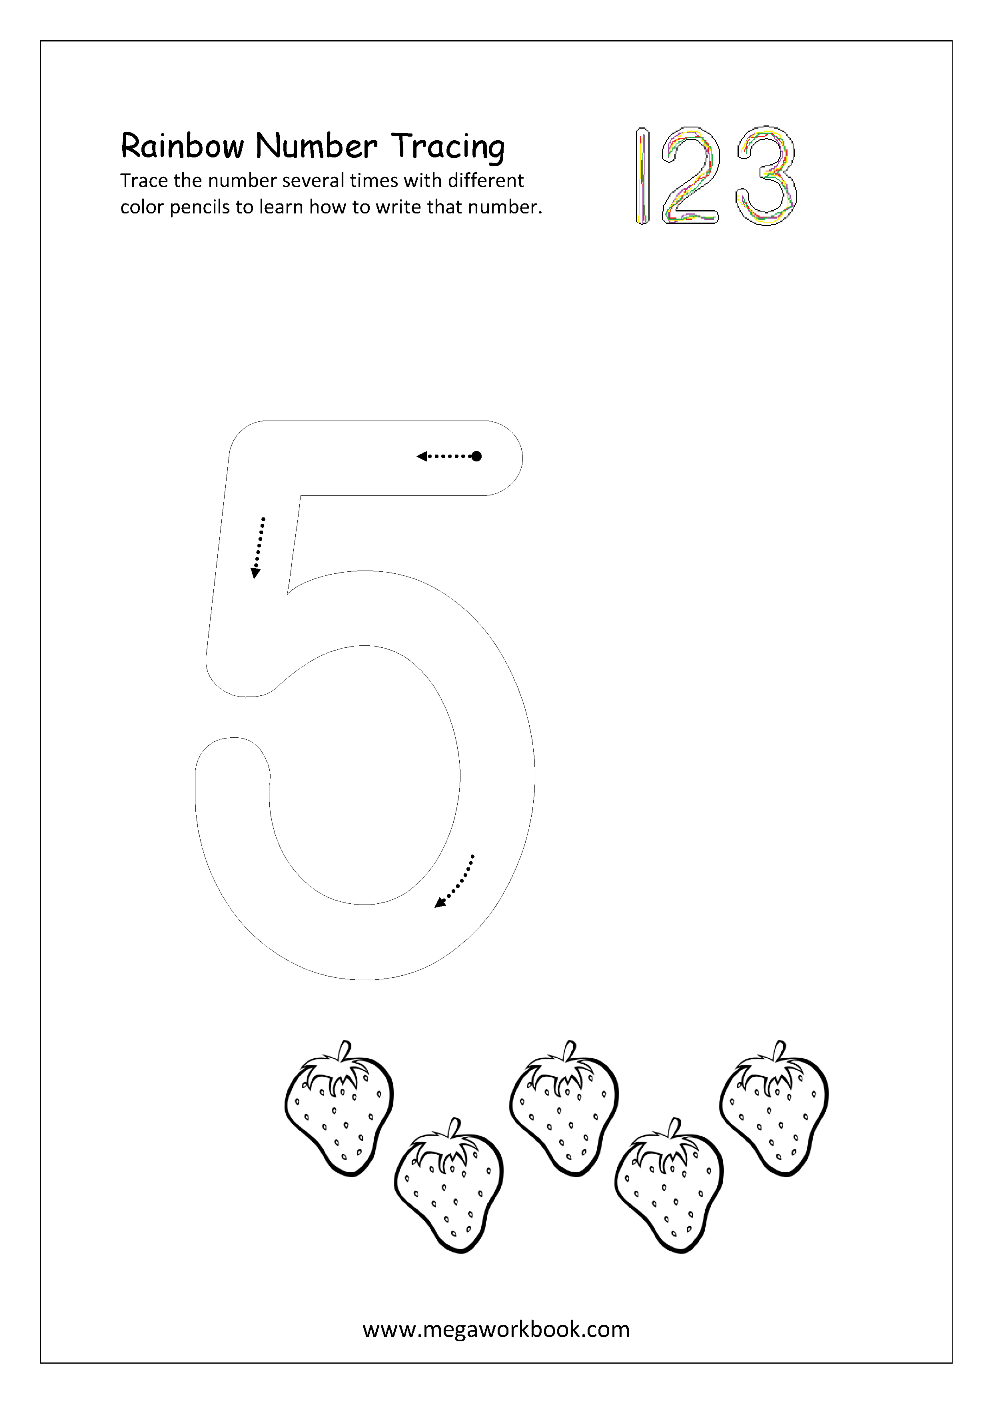 Rainbow Number Tracing
Trace the number several times with different
color pencils to learn how to write that number.
123
5
www.megaworkbook.com